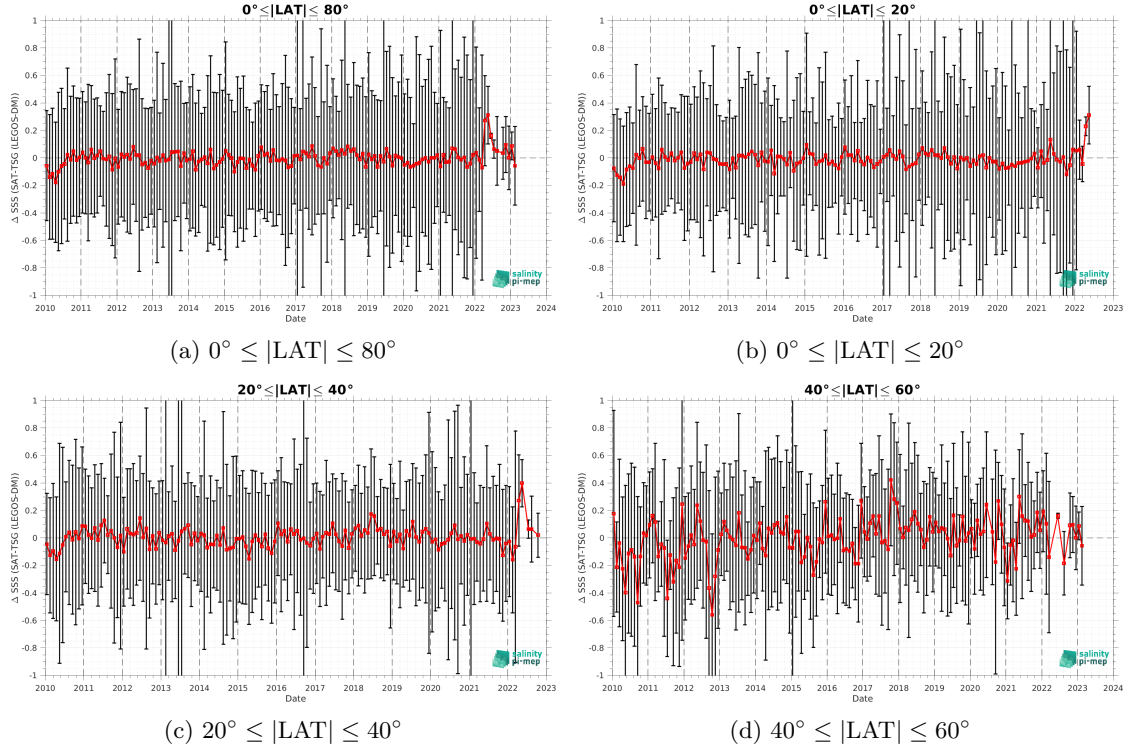 0°≤|LAT|≤ 80°
1
0.8
0.6
0.4
0.2
0
-0.2
-0.4
-0.6
-0.8
-1
Δ SSS (SAT-TSG (LEGOS-DM))
2010 2011 2012 2013 2014 2015 2016 2017 2018 2019 2020 2021 2022 2023 2024
Date
salinity
pi-mep
(a) 0° ≤ |LAT| ≤ 80°
0°≤|LAT|≤ 20°
1
0.8
0.6
0.4
0.2
0
-0.2
-0.4
-0.6
-0.8
-1
Δ SSS (SAT-TSG (LEGOS-DM))
2010 2011 2012 2013 2014 2015 2016 2017 2018 2019 2020 2021 2022 2023
Date
salinity
pi-mep
(b) 0° ≤ |LAT| ≤ 20°
20°≤|LAT|≤ 40°
1
0.8
0.6
0.4
0.2
0
-0.2
-0.4
-0.6
-0.8
-1
Δ SSS (SAT-TSG (LEGOS-DM))
2010 2011 2012 2013 2014 2015 2016 2017 2018 2019 2020 2021 2022 2023
Date
salinity
pi-mep
(c) 20° ≤ |LAT| ≤ 40°
40°≤|LAT|≤ 60°
1
0.8
0.6
0.4
0.2
0
-0.2
-0.4
-0.6
-0.8
-1
Δ SSS (SAT-TSG (LEGOS-DM))
2010 2011 2012 2013 2014 2015 2016 2017 2018 2019 2020 2021 2022 2023 2024
Date
salinity
pi-mep
(d) 40° ≤ |LAT| ≤ 60°